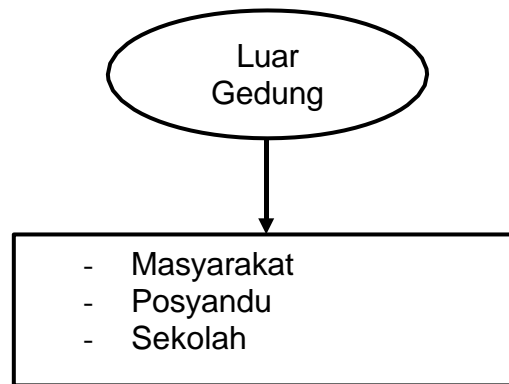 Luar
Gedung
- Masyarakat
- Posyandu
- Sekolah